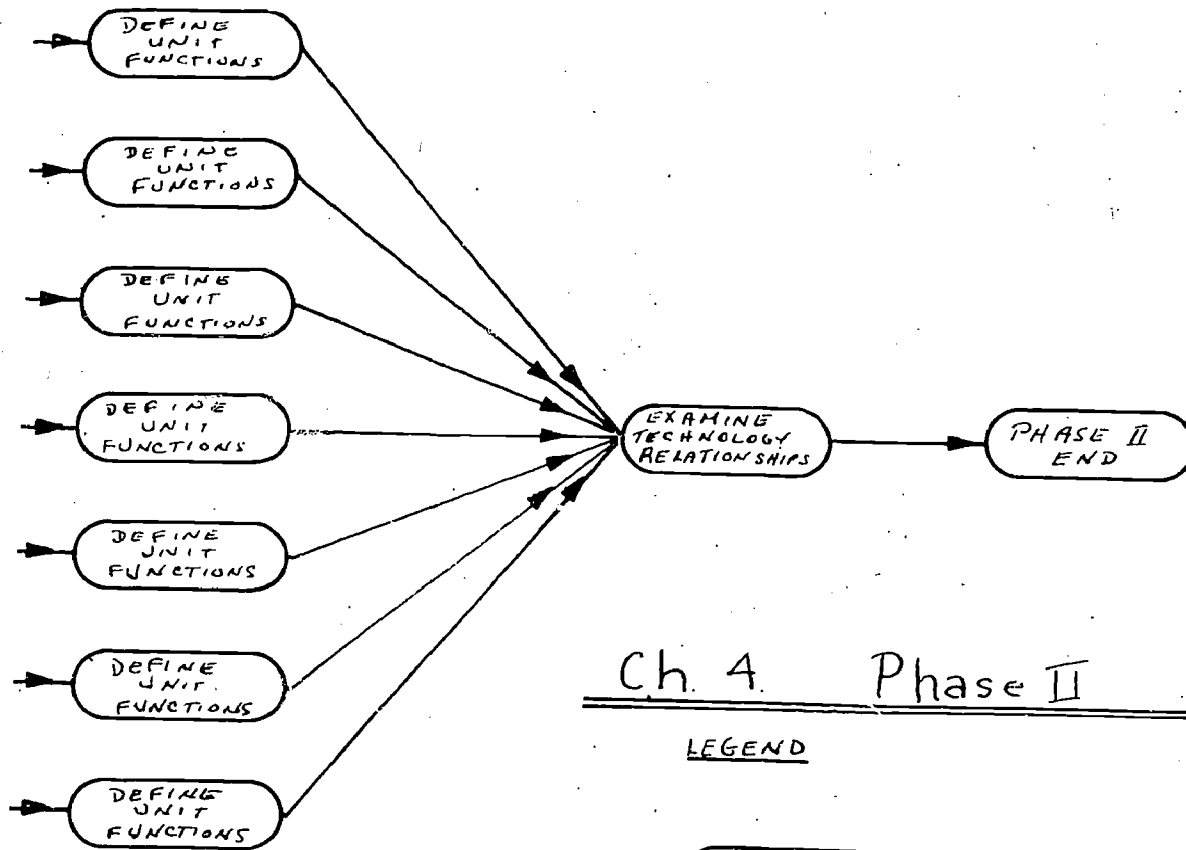 DEFINE
UNIT
FUNCTIONS
DEFINE
UNIT
FUNCTIONS
DEFINE
UNIT
FUNCTIONS
DEFINE
UNIT
FUNCTIONS
DEFINE
UNIT
FUNCTIONS
DEFINE
UNIT
FUNCTIONS
DEFINE
UNIT
FUNCTIONS
EXAMINE
TECHNOLOGY
RELATIONSHIPS
PHASE II
END
Ch. 4. Phase II
LEGEND